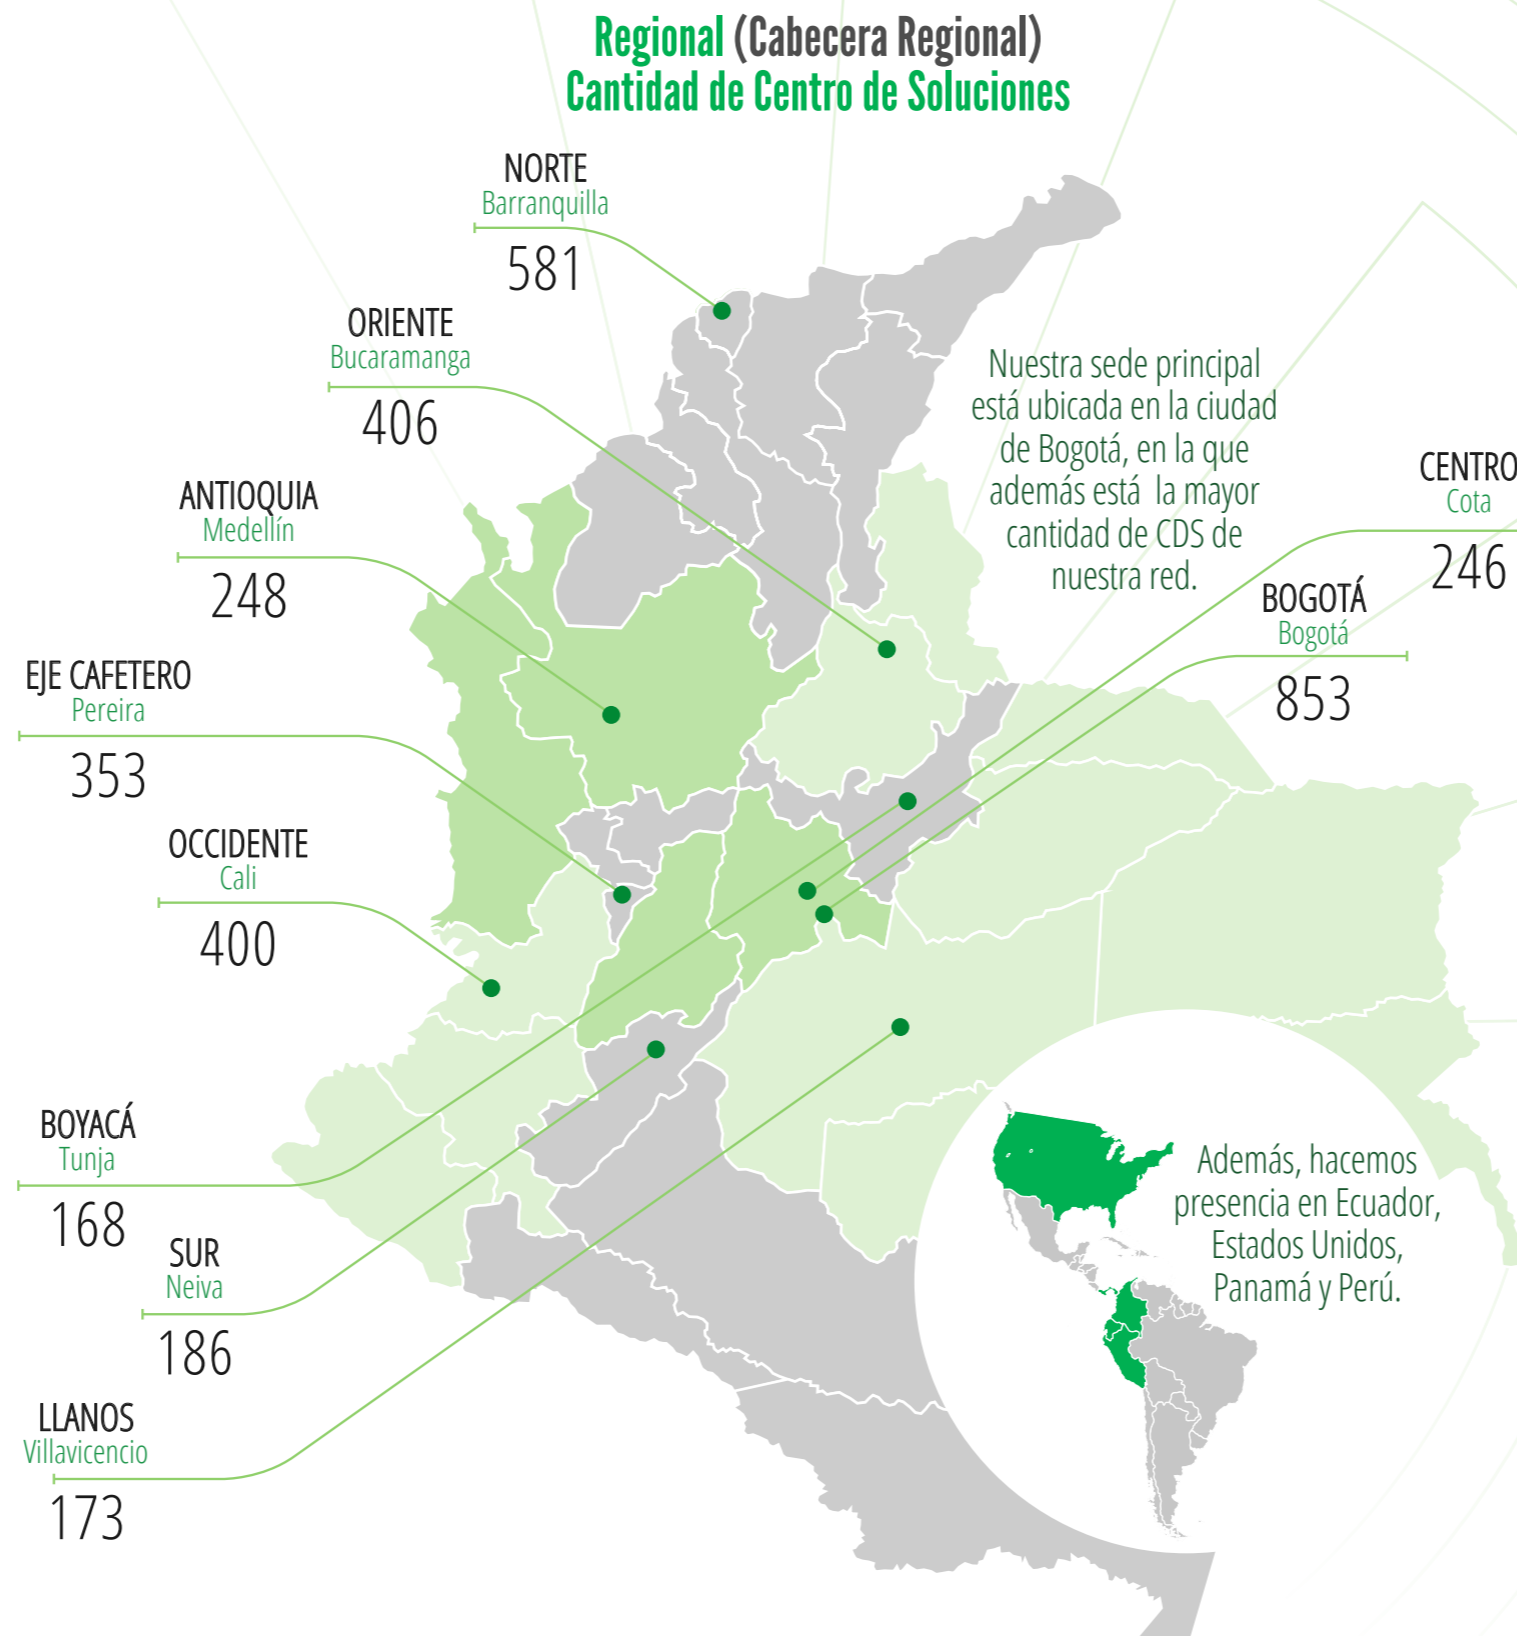 Regional (Cabecera Regional)
Cantidad de Centro de Soluciones
NORTE
Barranquilla
581
ORIENTE
Bucaramanga
406
ANTIOQUIA
Medellín
248
EJE CAFETERO
Pereira
353
OCCIDENTE
Cali
400
BOYACÁ
Tunja
168
SUR
Neiva
186
LLANOS
Villavicencio
173
Nuestra sede principal
está ubicada en la ciudad
de Bogotá, en la que
además está la mayor
cantidad de CDS de
nuestra red.
CENTRO
Cota
246
BOGOTÁ
Bogotá
853
Además, hacemos
presencia en Ecuador,
Estados Unidos,
Panamá y Perú.